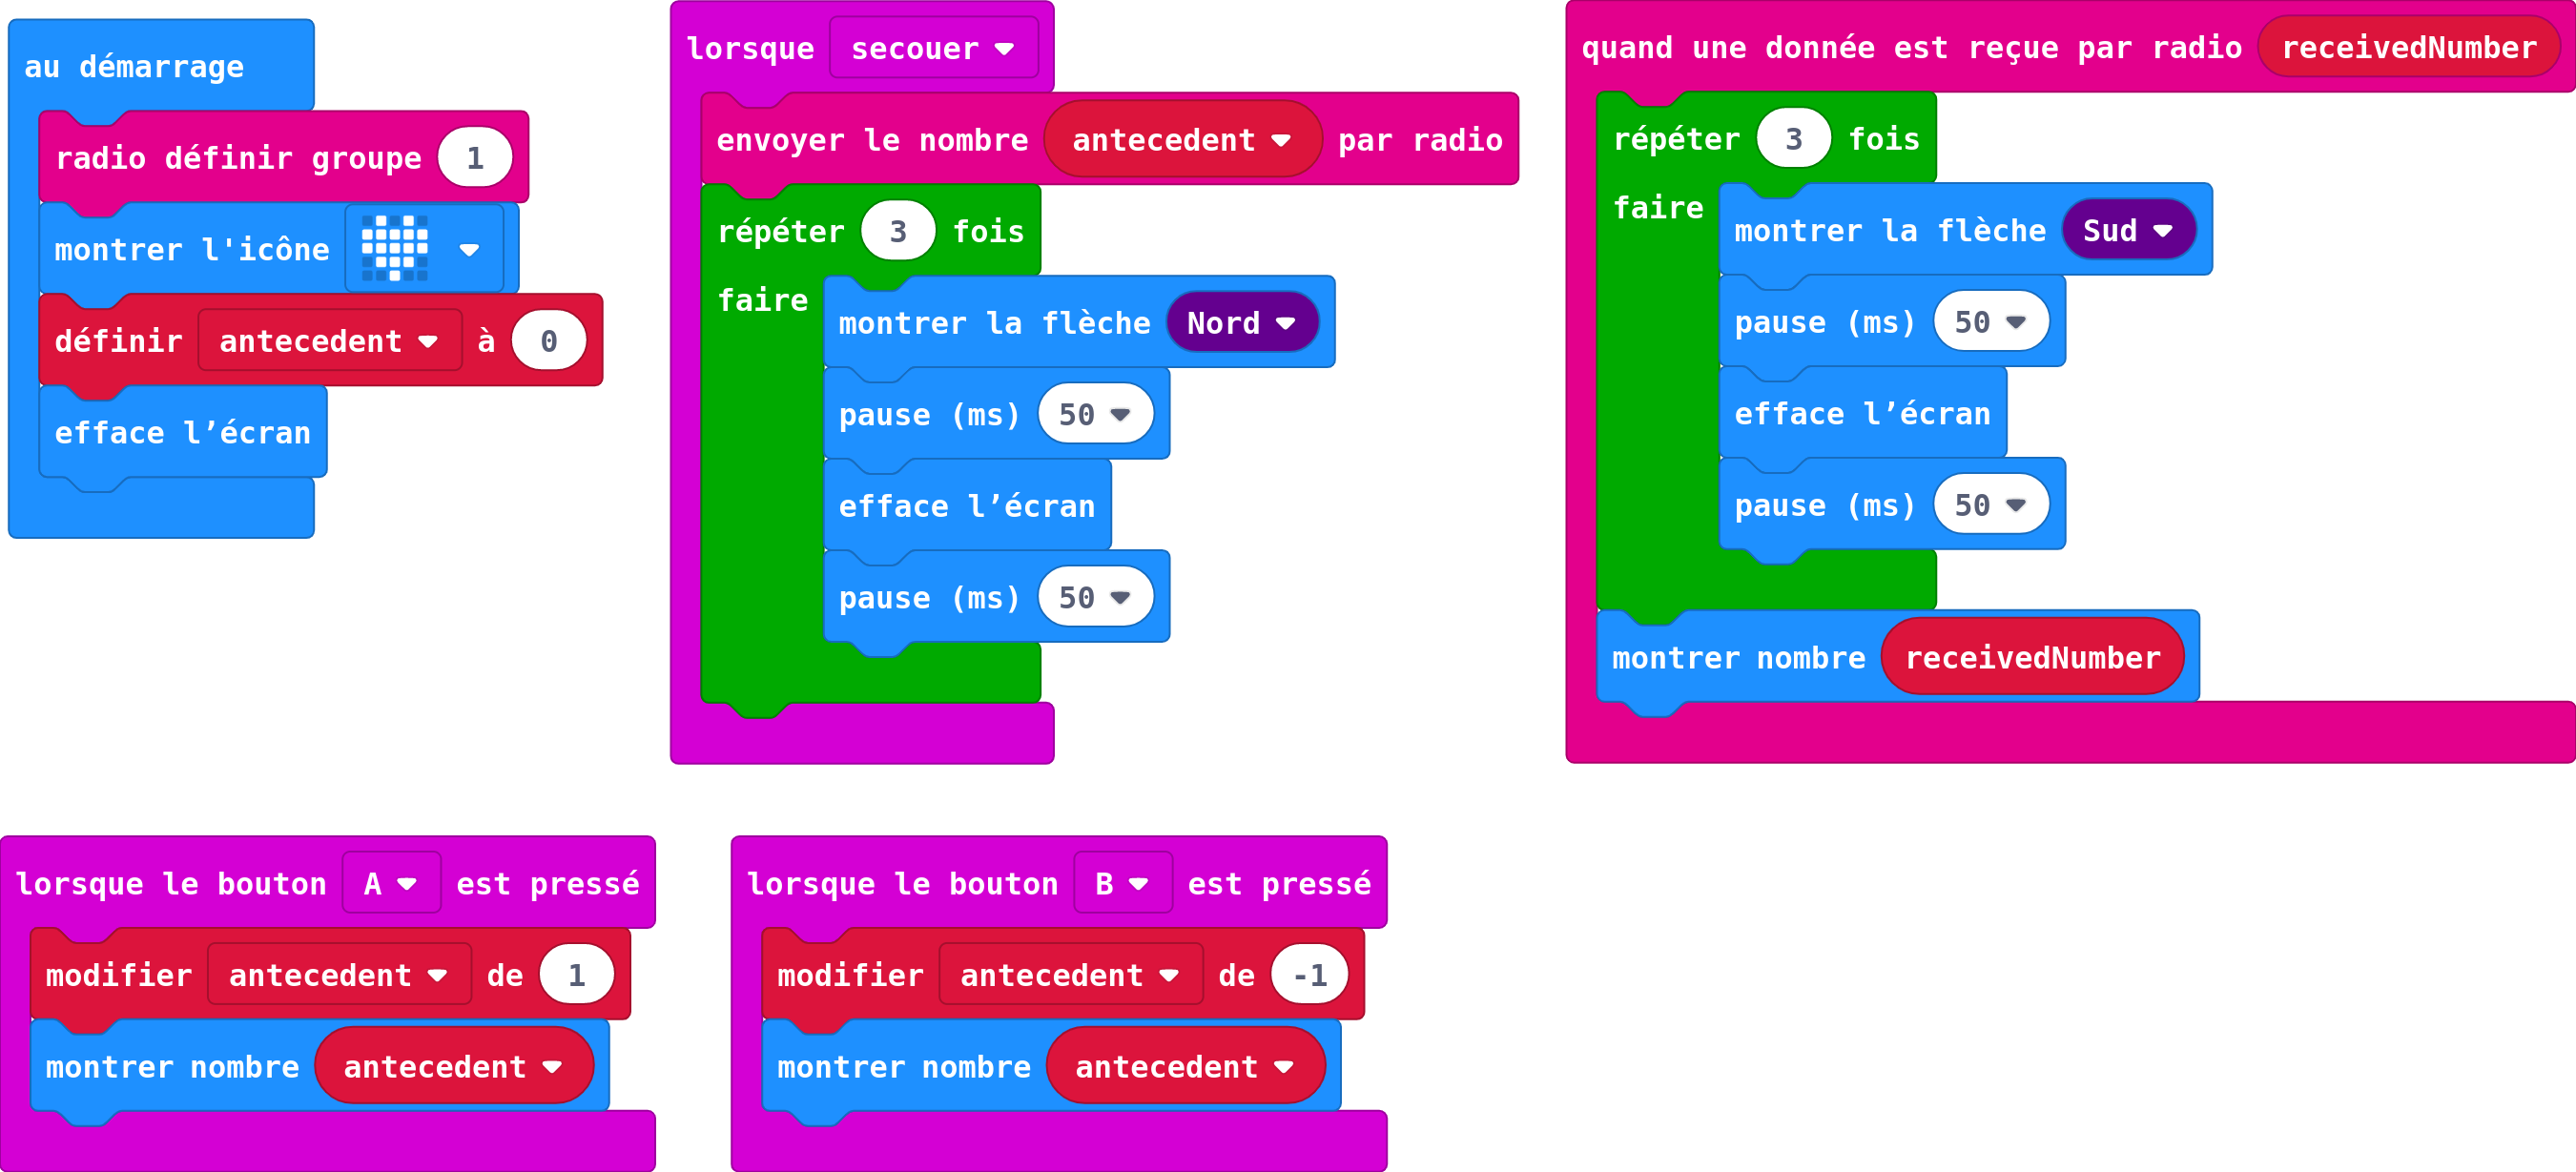 au démarrage
radio définir groupe 1
montrer l'icône
définir antecedent à 0
efface l’écran
lorsque secouer
envoyer le nombre antecedent par radio
répéter 3 fois
faire
montrer la flèche Nord
pause (ms) 50
efface l’écran
pause (ms) 50
quand une donnée est reçue par radio receivedNumber
répéter 3 fois
faire
montrer la flèche Sud
pause (ms) 50
efface l’écran
pause (ms) 50
montrer nombre receivedNumber
lorsque le bouton A est pressé
modifier antecedent de 1
montrer nombre antecedent
lorsque le bouton B est pressé
modifier antecedent de -1
montrer nombre antecedent